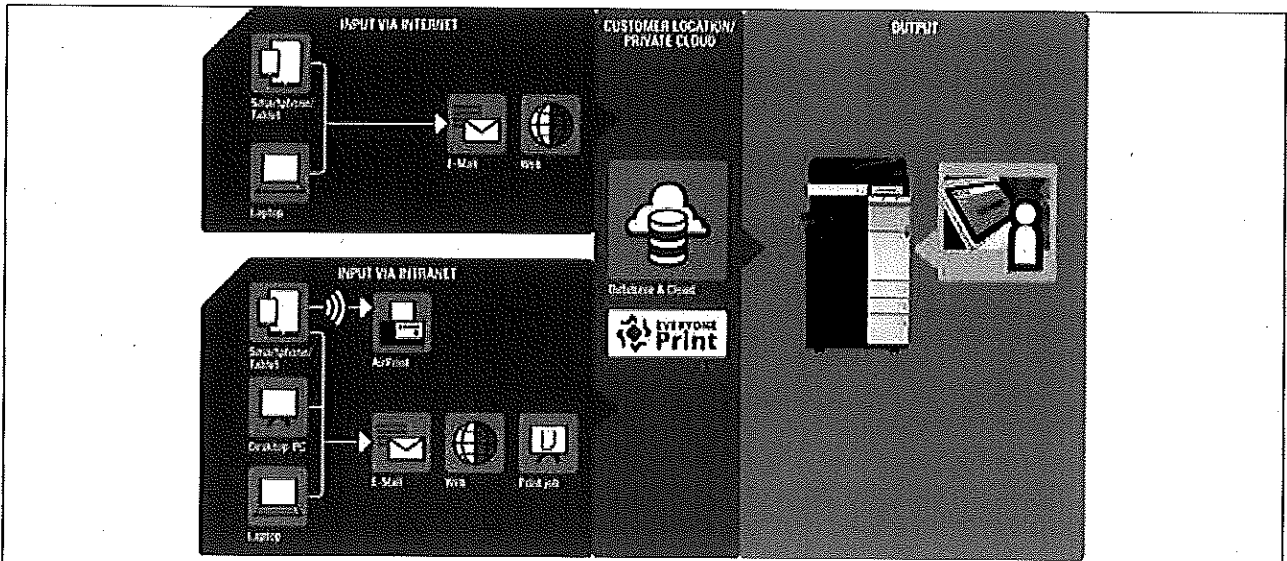 INPUT VIA INTERNET
Smartphone/
Tablet
E-Mail
Web
Laptop
INPUT VIA INTRANET
Smartphone/
Tablet
AirPrint
Desktop PC
E-Mail
Web
Print job
Laptop
CUSTOMER LOCATION/
PRIVATE CLOUD
Database & Cloud
EVERYONE
Print
OUTPUT